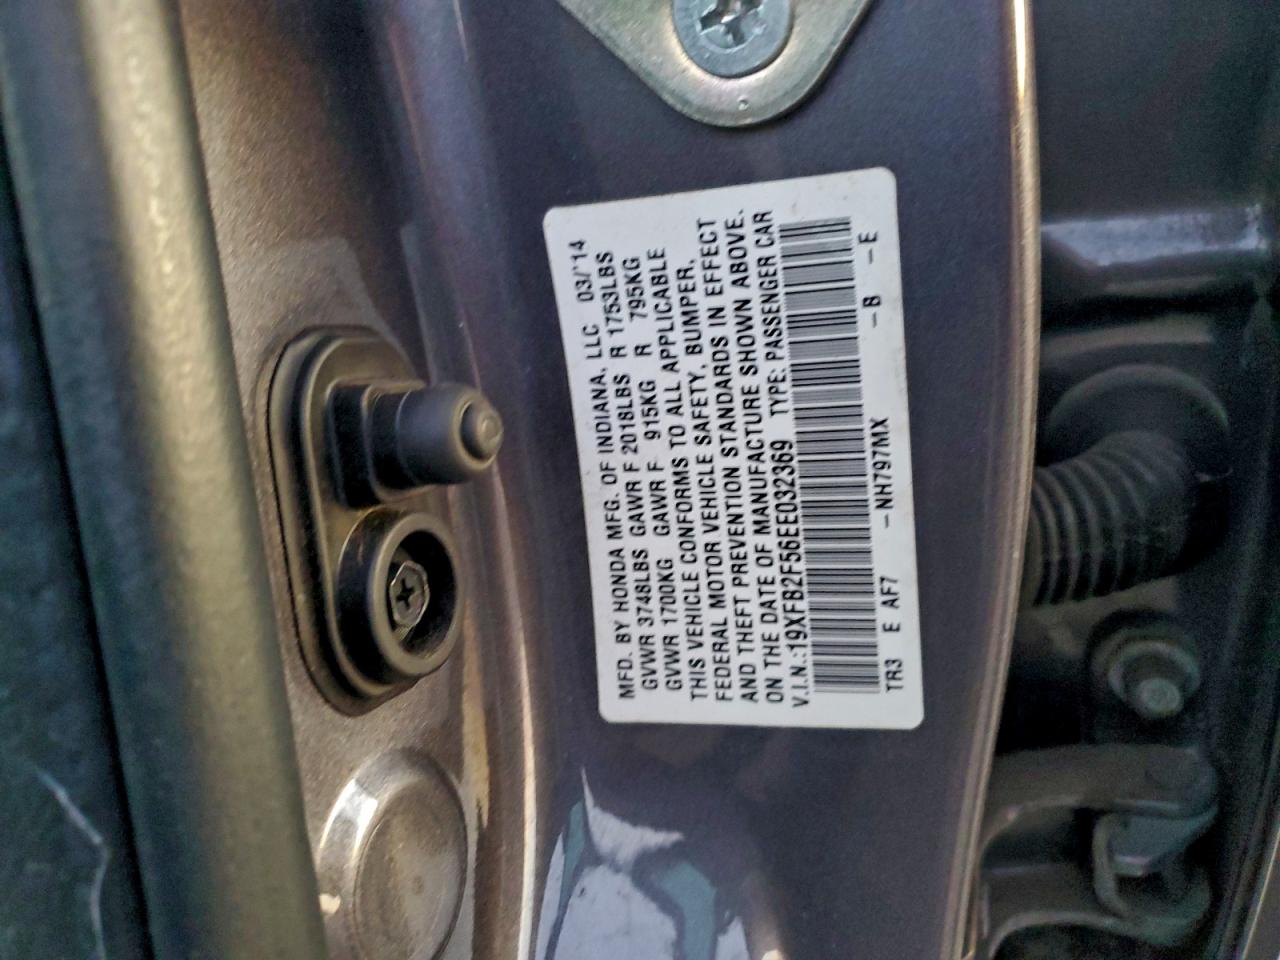 MFD. BY HONDA MFG. OF INDIANA, LLC 03/'14
GVWR 3748LBS GAWR F 2018LBS R 1753LBS
GVWR 1700KG GAWR F 915KG R 795KG
THIS VEHICLE CONFORMS TO ALL APPLICABLE
FEDERAL MOTOR VEHICLE SAFETY, BUMPER,
AND THEFT PREVENTION STANDARDS IN EFFECT
ON THE DATE OF MANUFACTURE SHOWN ABOVE.
V.I.N.:19XFB2F56EE032369 TYPE: PASSENGER CAR
TR3 E AF7 -NH797MX -B -E